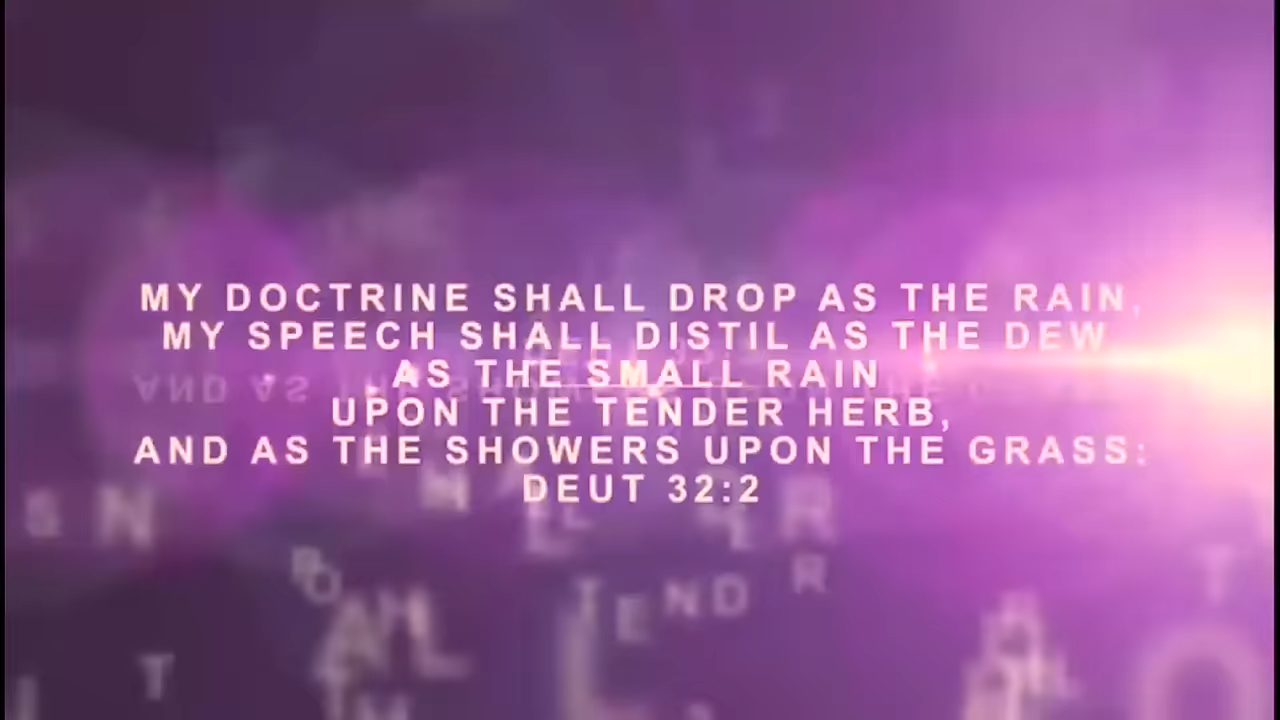 MY DOCTRINE SHALL DROP AS THE RAIN,
MY SPEECH SHALL DISTIL AS THE DEW
AS THE SMALL RAIN
UPON THE TENDER HERB,
AND AS THE SHOWERS UPON THE GRASS:
DEUT 32:2